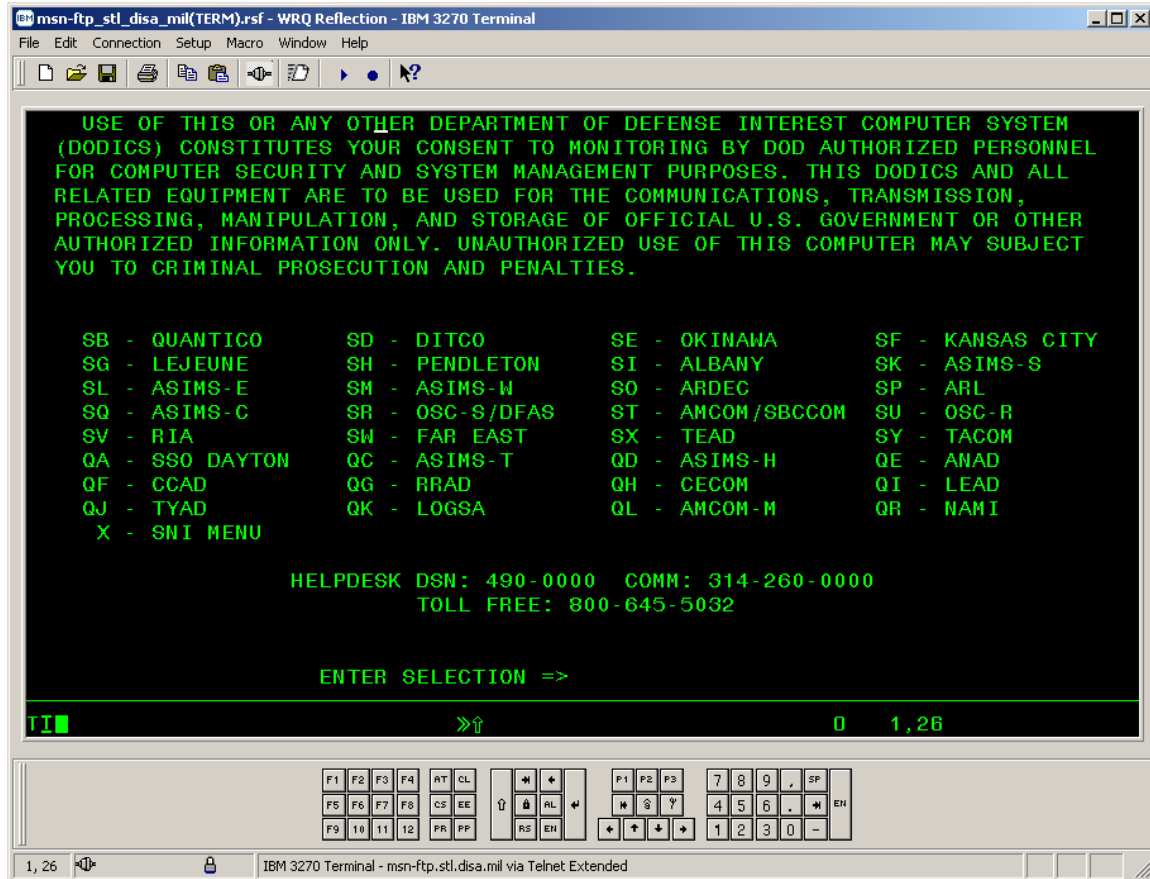 msn-ftp_stl_disa_mil(TERM).rsf - WRQ Reflection - IBM 3270 Terminal
File Edit Connection Setup Macro Window Help
USE OF THIS OR ANY OTHER DEPARTMENT OF DEFENSE INTEREST COMPUTER SYSTEM
(DODICS) CONSTITUTES YOUR CONSENT TO MONITORING BY DOD AUTHORIZED PERSONNEL
FOR COMPUTER SECURITY AND SYSTEM MANAGEMENT PURPOSES. THIS DODICS AND ALL
RELATED EQUIPMENT ARE TO BE USED FOR THE COMMUNICATIONS, TRANSMISSION,
PROCESSING, MANIPULATION, AND STORAGE OF OFFICIAL U.S. GOVERNMENT OR OTHER
AUTHORIZED INFORMATION ONLY. UNAUTHORIZED USE OF THIS COMPUTER MAY SUBJECT
YOU TO CRIMINAL PROSECUTION AND PENALTIES.
SB - QUANTICO SD - DITCO SE - OKINAWA SF - KANSAS CITY
SG - LEJEUNE SH - PENDLETON SI - ALBANY SK - ASIMS-S
SL - ASIMS-E SM - ASIMS-W SO - ARDEC SP - ARL
SQ - ASIMS-C SR - OSC-S/DFAS ST - AMCOM/SBCCOM SU - OSC-R
SV - RIA SW - FAR EAST SX - TEAD SY - TACOM
QA - SSO DAYTON QC - ASIMS-T QD - ASIMS-H QE - ANAD
QF - CCAD QG - RRAD QH - CECOM QI - LEAD
QJ - TYAD QK - LOGSA QL - AMCOM-M QR - NAMI
X - SNI MENU
HELPDESK DSN: 490-0000 COMM: 314-260-0000
TOLL FREE: 800-645-5032
ENTER SELECTION =>
TI 0 1,26
F1 F2 F3 F4 AT CL P1 P2 P3 7 8 9 , SP
F5 F6 F7 F8 CS EE AL 4 5 6 . EN
F9 10 11 12 PR PP RS EN 1 2 3 0 -
1, 26 IBM 3270 Terminal - msn-ftp.stl.disa.mil via Telnet Extended